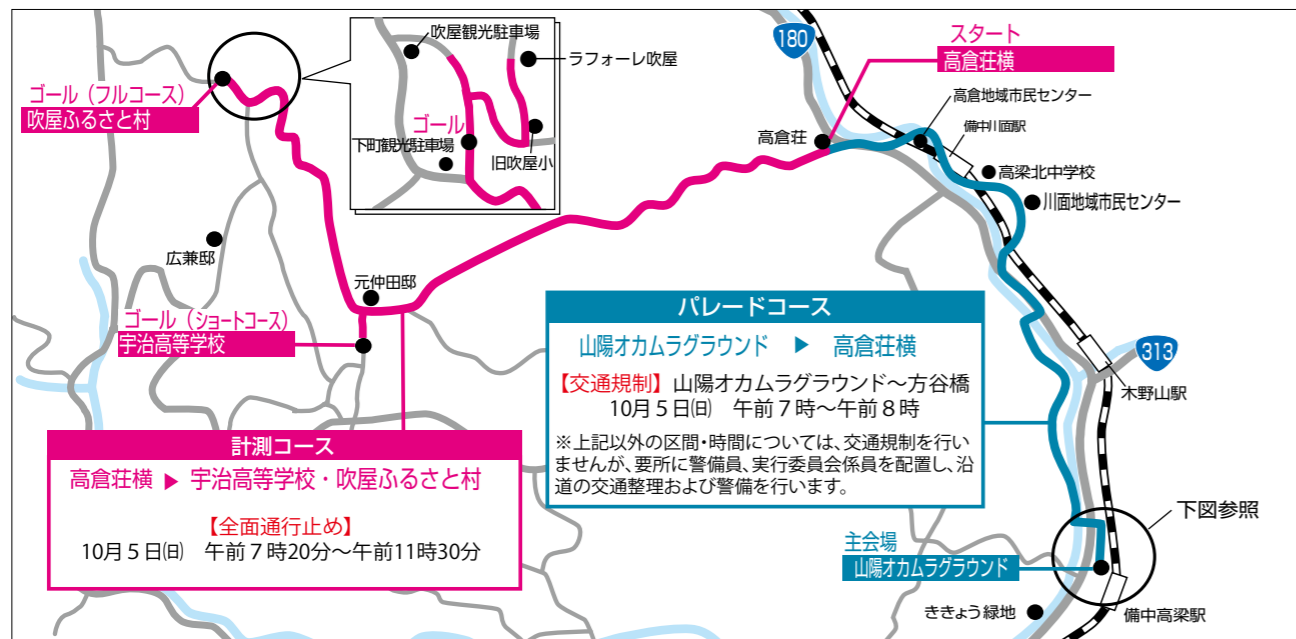 吹屋観光駐車場
ラフォーレ吹屋
ゴール
下町観光駐車場
旧吹屋小
ゴール（フルコース）
吹屋ふるさと村
180
スタート
高倉荘横
高倉地域市民センター
備中川面駅
高倉荘
高梁北中学校
川面地域市民センター
広兼邸
元仲田邸
ゴール（ショートコース）
宇治高等学校
313
木野山駅
パレードコース
山陽オカムラグラウンド ▶ 高倉荘横
【交通規制】山陽オカムラグラウンド～方谷橋
10月５日㈰　午前７時～午前８時
※上記以外の区間・時間については、交通規制を行い
ませんが、要所に警備員、実行委員会係員を配置し、沿
道の交通整理および警備を行います。
計測コース
高倉荘横 ▶ 宇治高等学校・吹屋ふるさと村
【全面通行止め】
10月５日㈰　午前７時20分～午前11時30分
下図参照
主会場
山陽オカムラグラウンド
ききょう緑地
備中高梁駅